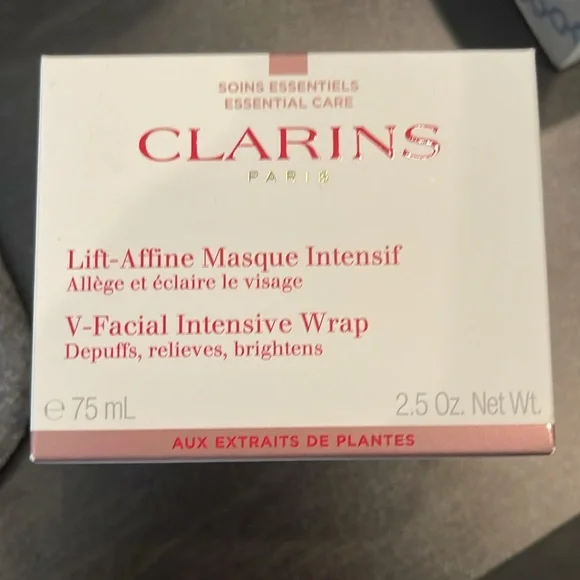 SOINS ESSENTIELS
ESSENTIAL CARE
CLARINS
PARIS
Lift-Affine Masque Intensif
Allège et éclaire le visage
V-Facial Intensive Wrap
Depuffs, relieves, brightens
℮ 75 mL 2.5 Oz. Net Wt.
AUX EXTRAITS DE PLANTES